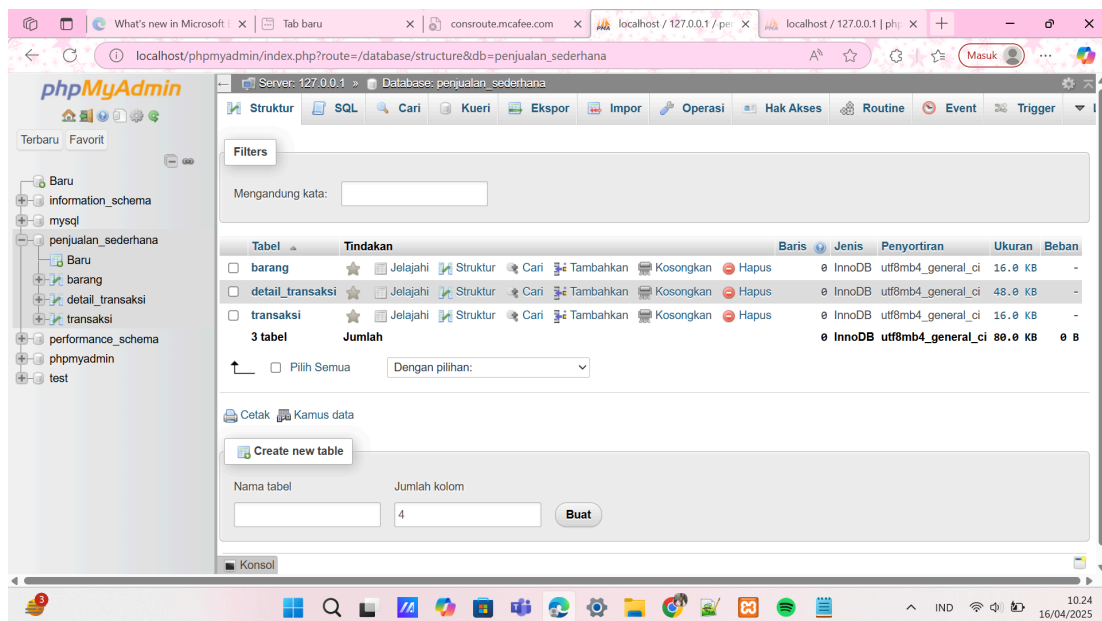 What's new in Microsoft E
Tab baru
consroute.mcafee.com
localhost / 127.0.0.1 / per
localhost / 127.0.0.1 | php
localhost/phpmyadmin/index.php?route=/database/structure&db=penjualan_sederhana
Masuk
phpMyAdmin
Terbaru Favorit
Baru
information_schema
mysql
penjualan_sederhana
Baru
barang
detail_transaksi
transaksi
performance_schema
phpmyadmin
test
Server: 127.0.0.1 » Database: penjualan_sederhana
Struktur SQL Cari Kueri Ekspor Impor Operasi Hak Akses Routine Event Trigger
Filters
Mengandung kata:
Tabel Tindakan Baris Jenis Penyortiran Ukuran Beban
barang Jelajahi Struktur Cari Tambahkan Kosongkan Hapus 0 InnoDB utf8mb4_general_ci 16.0 KB -
detail_transaksi Jelajahi Struktur Cari Tambahkan Kosongkan Hapus 0 InnoDB utf8mb4_general_ci 48.0 KB -
transaksi Jelajahi Struktur Cari Tambahkan Kosongkan Hapus 0 InnoDB utf8mb4_general_ci 16.0 KB -
3 tabel Jumlah 0 InnoDB utf8mb4_general_ci 80.0 KB 0 B
Pilih Semua Dengan pilihan:
Cetak Kamus data
Create new table
Nama tabel Jumlah kolom
4 Buat
Konsol
3
IND
10.24
16/04/2025